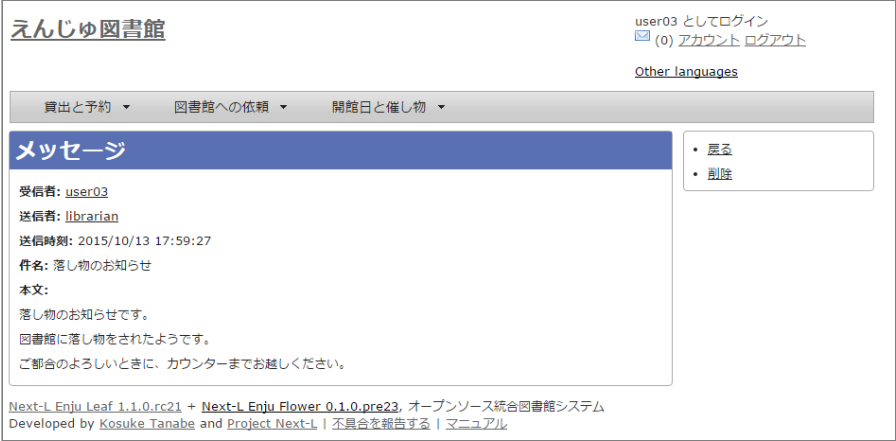 えんじゅ図書館
user03 としてログイン
(0) アカウント ログアウト
Other languages
貸出と予約 図書館への依頼 開館日と催し物
メッセージ
受信者: user03
送信者: librarian
送信時刻: 2015/10/13 17:59:27
件名: 落し物のお知らせ
本文:
落し物のお知らせです。
図書館に落し物をされたようです。
ご都合のよろしいときに、カウンターまでお越しください。
戻る
削除
Next-L Enju Leaf 1.1.0.rc21 + Next-L Enju Flower 0.1.0.pre23, オープンソース統合図書館システム
Developed by Kosuke Tanabe and Project Next-L | 不具合を報告する | マニュアル